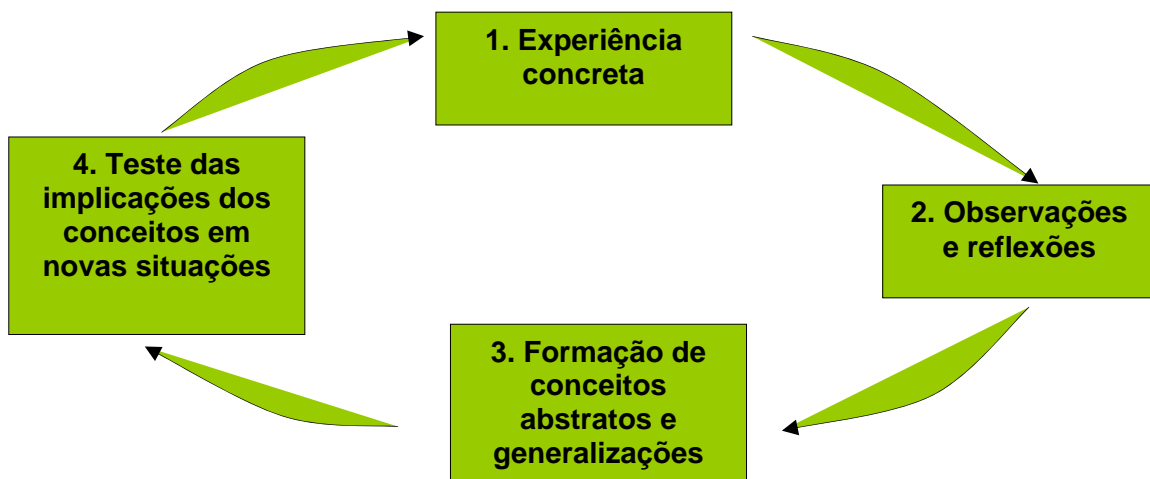 1. Experiência
concreta
2. Observações
e reflexões
3. Formação de
conceitos
abstratos e
generalizações
4. Teste das
implicações dos
conceitos em
novas situações